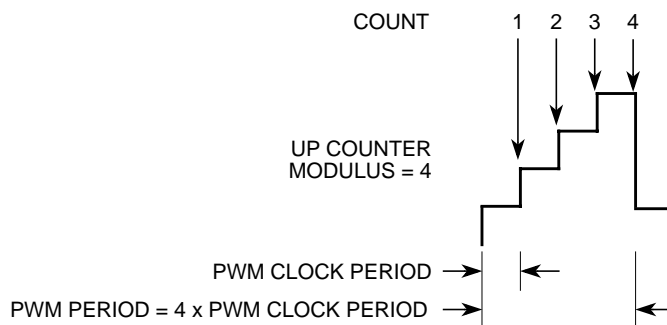 COUNT 1 2 3 4
UP COUNTER
MODULUS = 4
PWM CLOCK PERIOD
PWM PERIOD = 4 x PWM CLOCK PERIOD